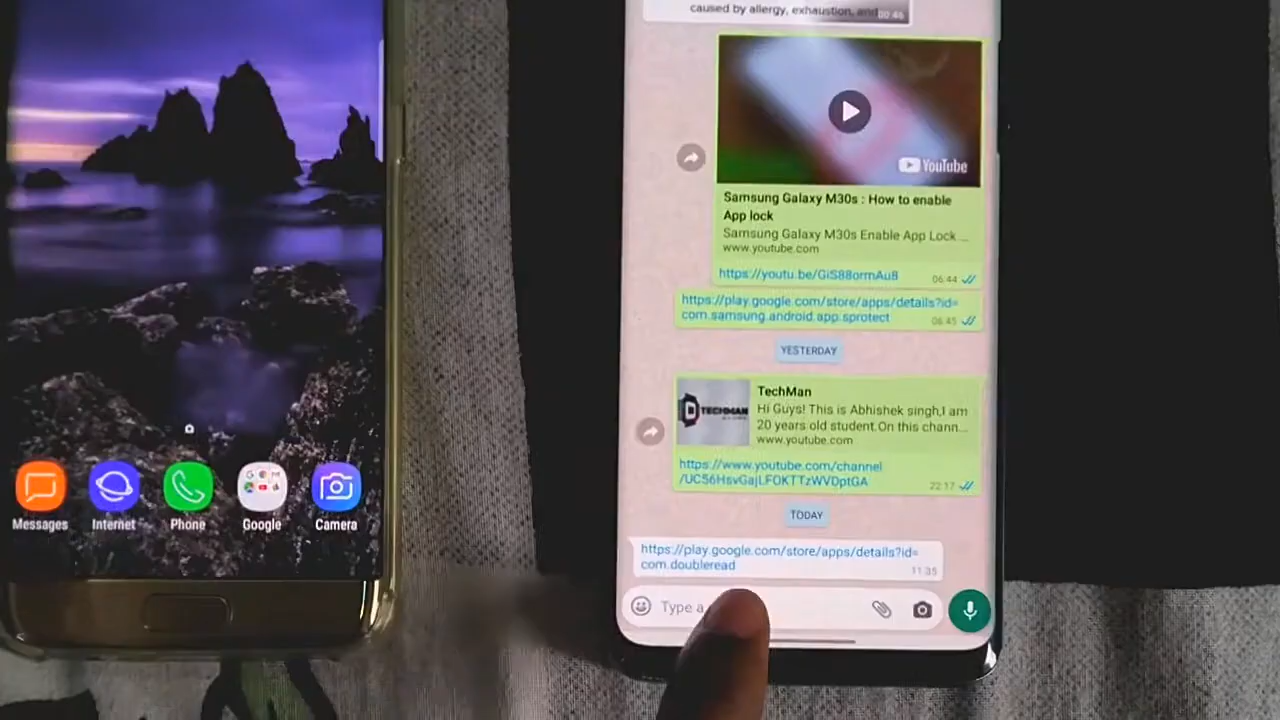 Messages
Internet
Phone
Google
Camera
caused by allergy, exhaustion, and
00:46
YouTube
Samsung Galaxy M30s : How to enable
App lock
Samsung Galaxy M30s Enable App Lock ...
www.youtube.com
https://youtu.be/GiS88ormAu8
06:44
https://play.google.com/store/apps/details?id=
com.samsung.android.app.sprotect
06:45
YESTERDAY
TECHMAN
TechMan
Hi Guys! This is Abhishek singh,I am
20 years old student.On this chann...
www.youtube.com
https://www.youtube.com/channel
/UC56HsvGajLFOKTTzWVDptGA
22:17
TODAY
https://play.google.com/store/apps/details?id=
com.doubleread
11:35
Type a